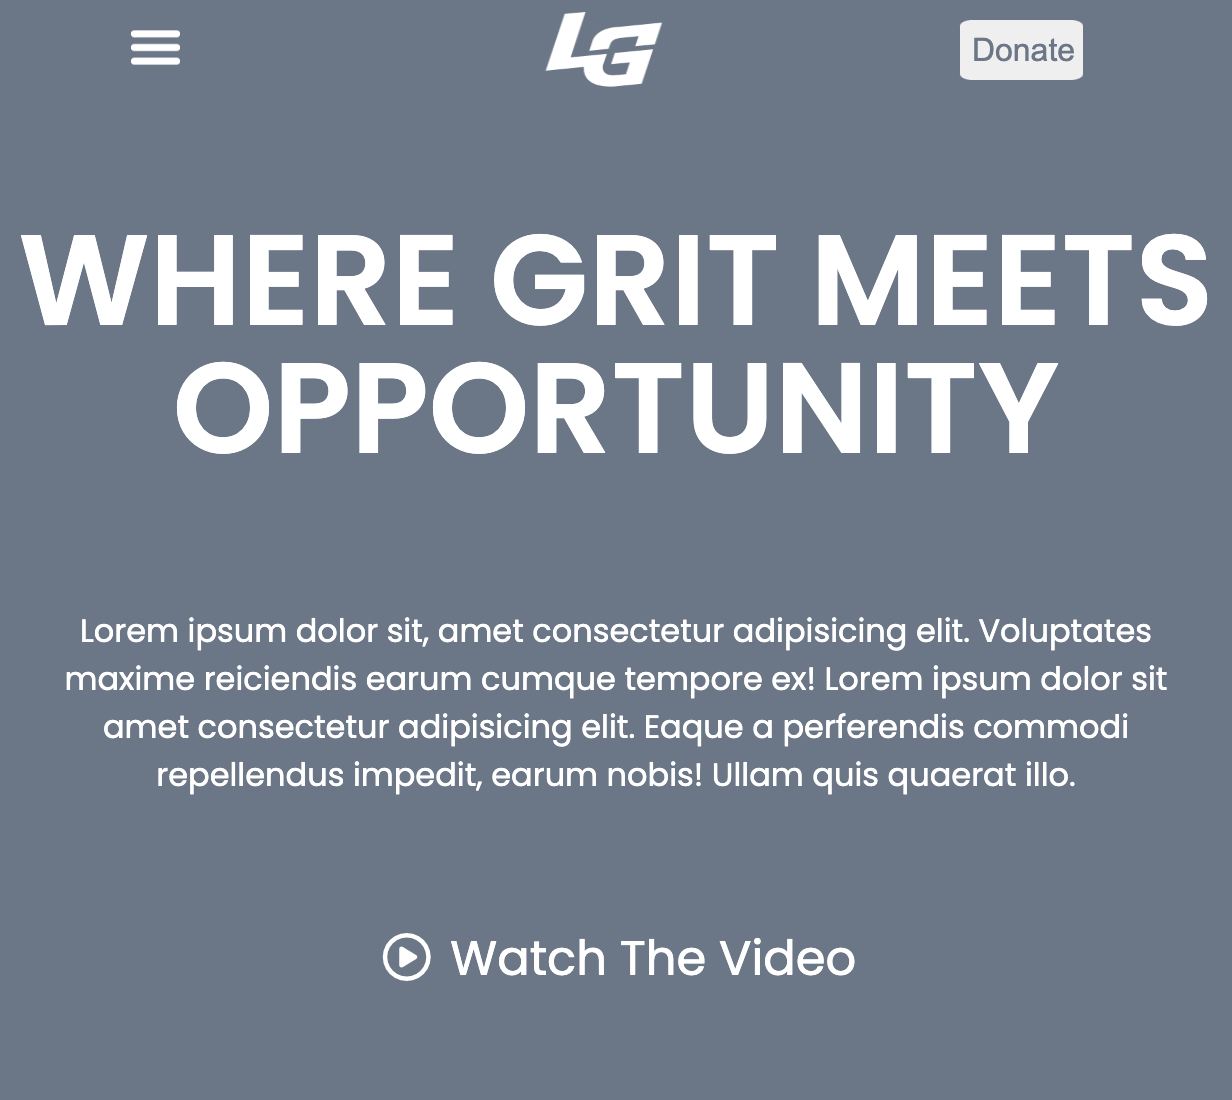 LG
Donate
WHERE GRIT MEETS
OPPORTUNITY
Lorem ipsum dolor sit, amet consectetur adipisicing elit. Voluptates
maxime reiciendis earum cumque tempore ex! Lorem ipsum dolor sit
amet consectetur adipisicing elit. Eaque a perferendis commodi
repellendus impedit, earum nobis! Ullam quis quaerat illo.
Watch The Video